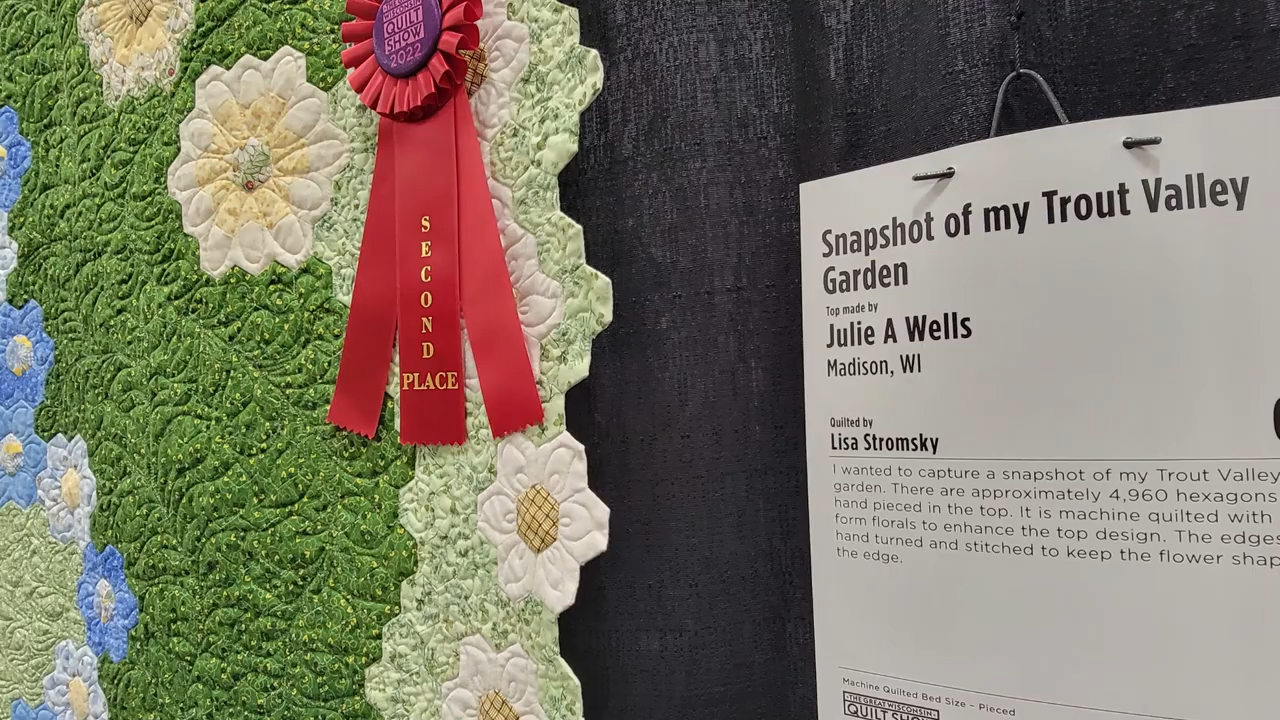 THE GREAT
WISCONSIN
QUILT
SHOW
2022
SECOND
PLACE
Snapshot of my Trout Valley
Garden
Top made by
Julie A Wells
Madison, WI
Quilted by
Lisa Stromsky
I wanted to capture a snapshot of my Trout Valley
garden. There are approximately 4,960 hexagons
hand pieced in the top. It is machine quilted with
form florals to enhance the top design. The edges
hand turned and stitched to keep the flower shap
the edge.
Machine Quilted Bed Size - Pieced
·THE GREAT WISCONSIN·
QUILT SHOW